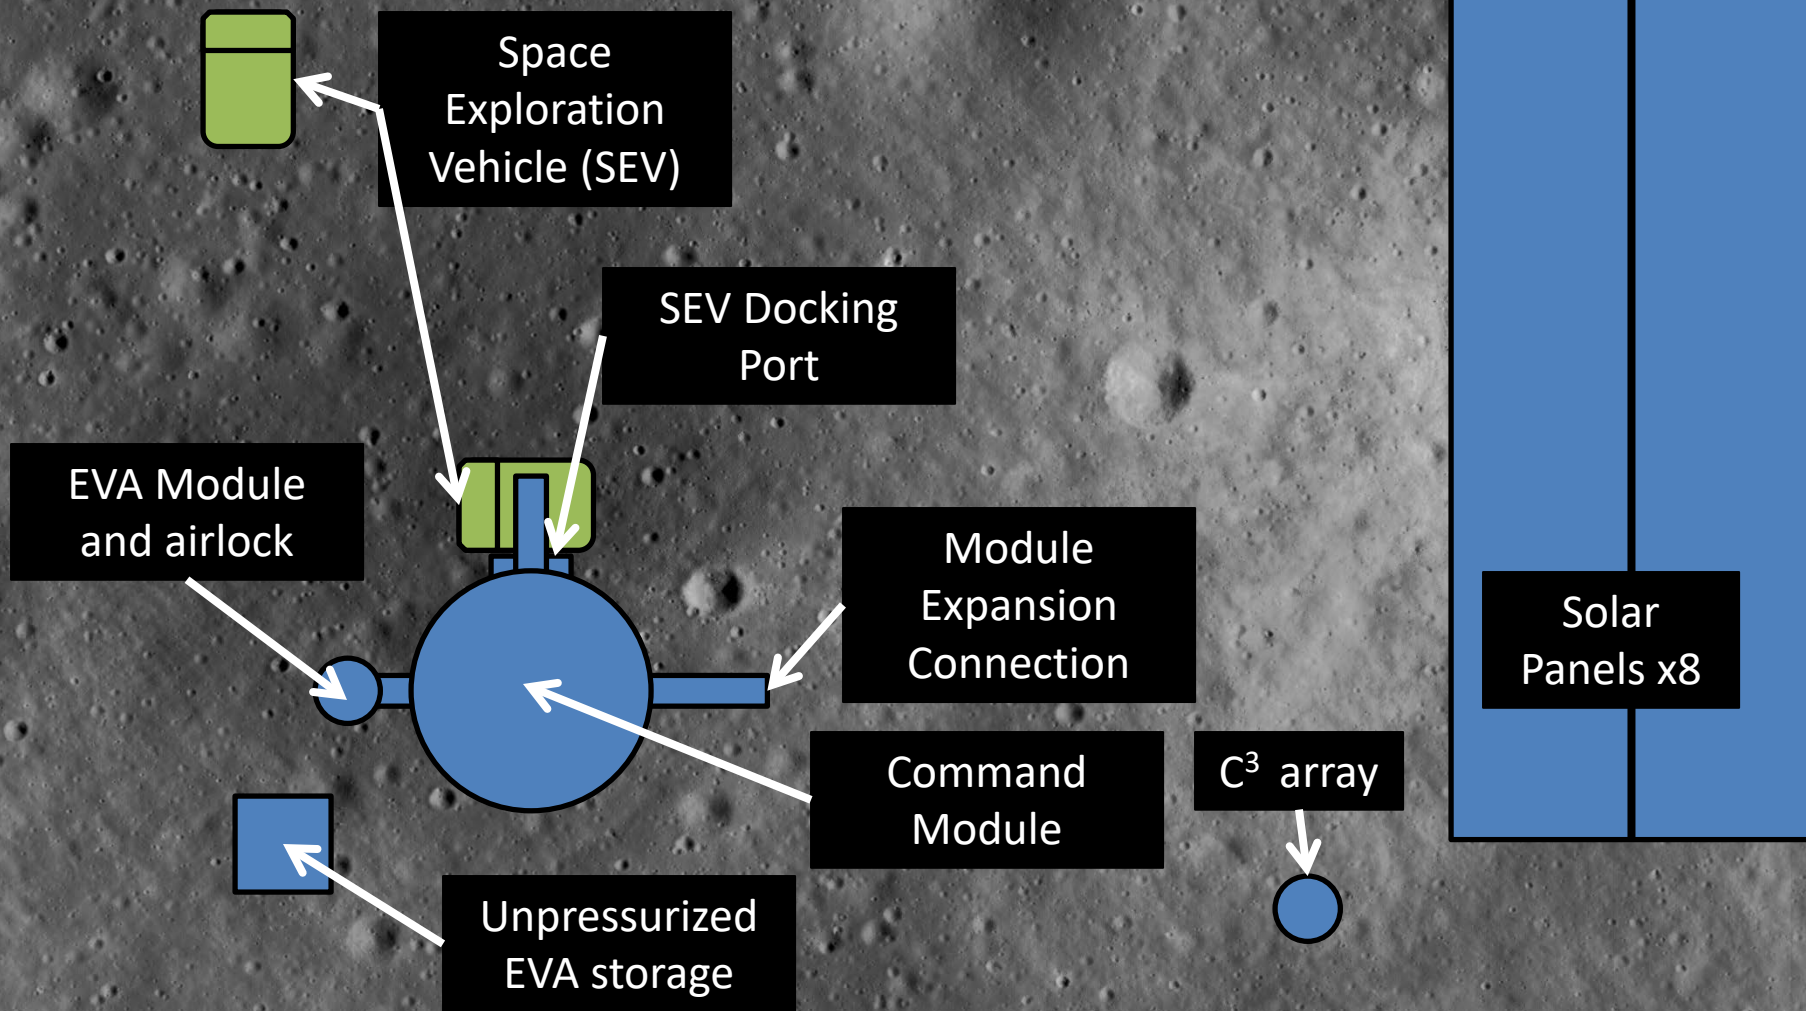 Space
Exploration
Vehicle (SEV)
SEV Docking
Port
EVA Module
and airlock
Module
Expansion
Connection
Solar
Panels x8
Command
Module
C³ array
Unpressurized
EVA storage